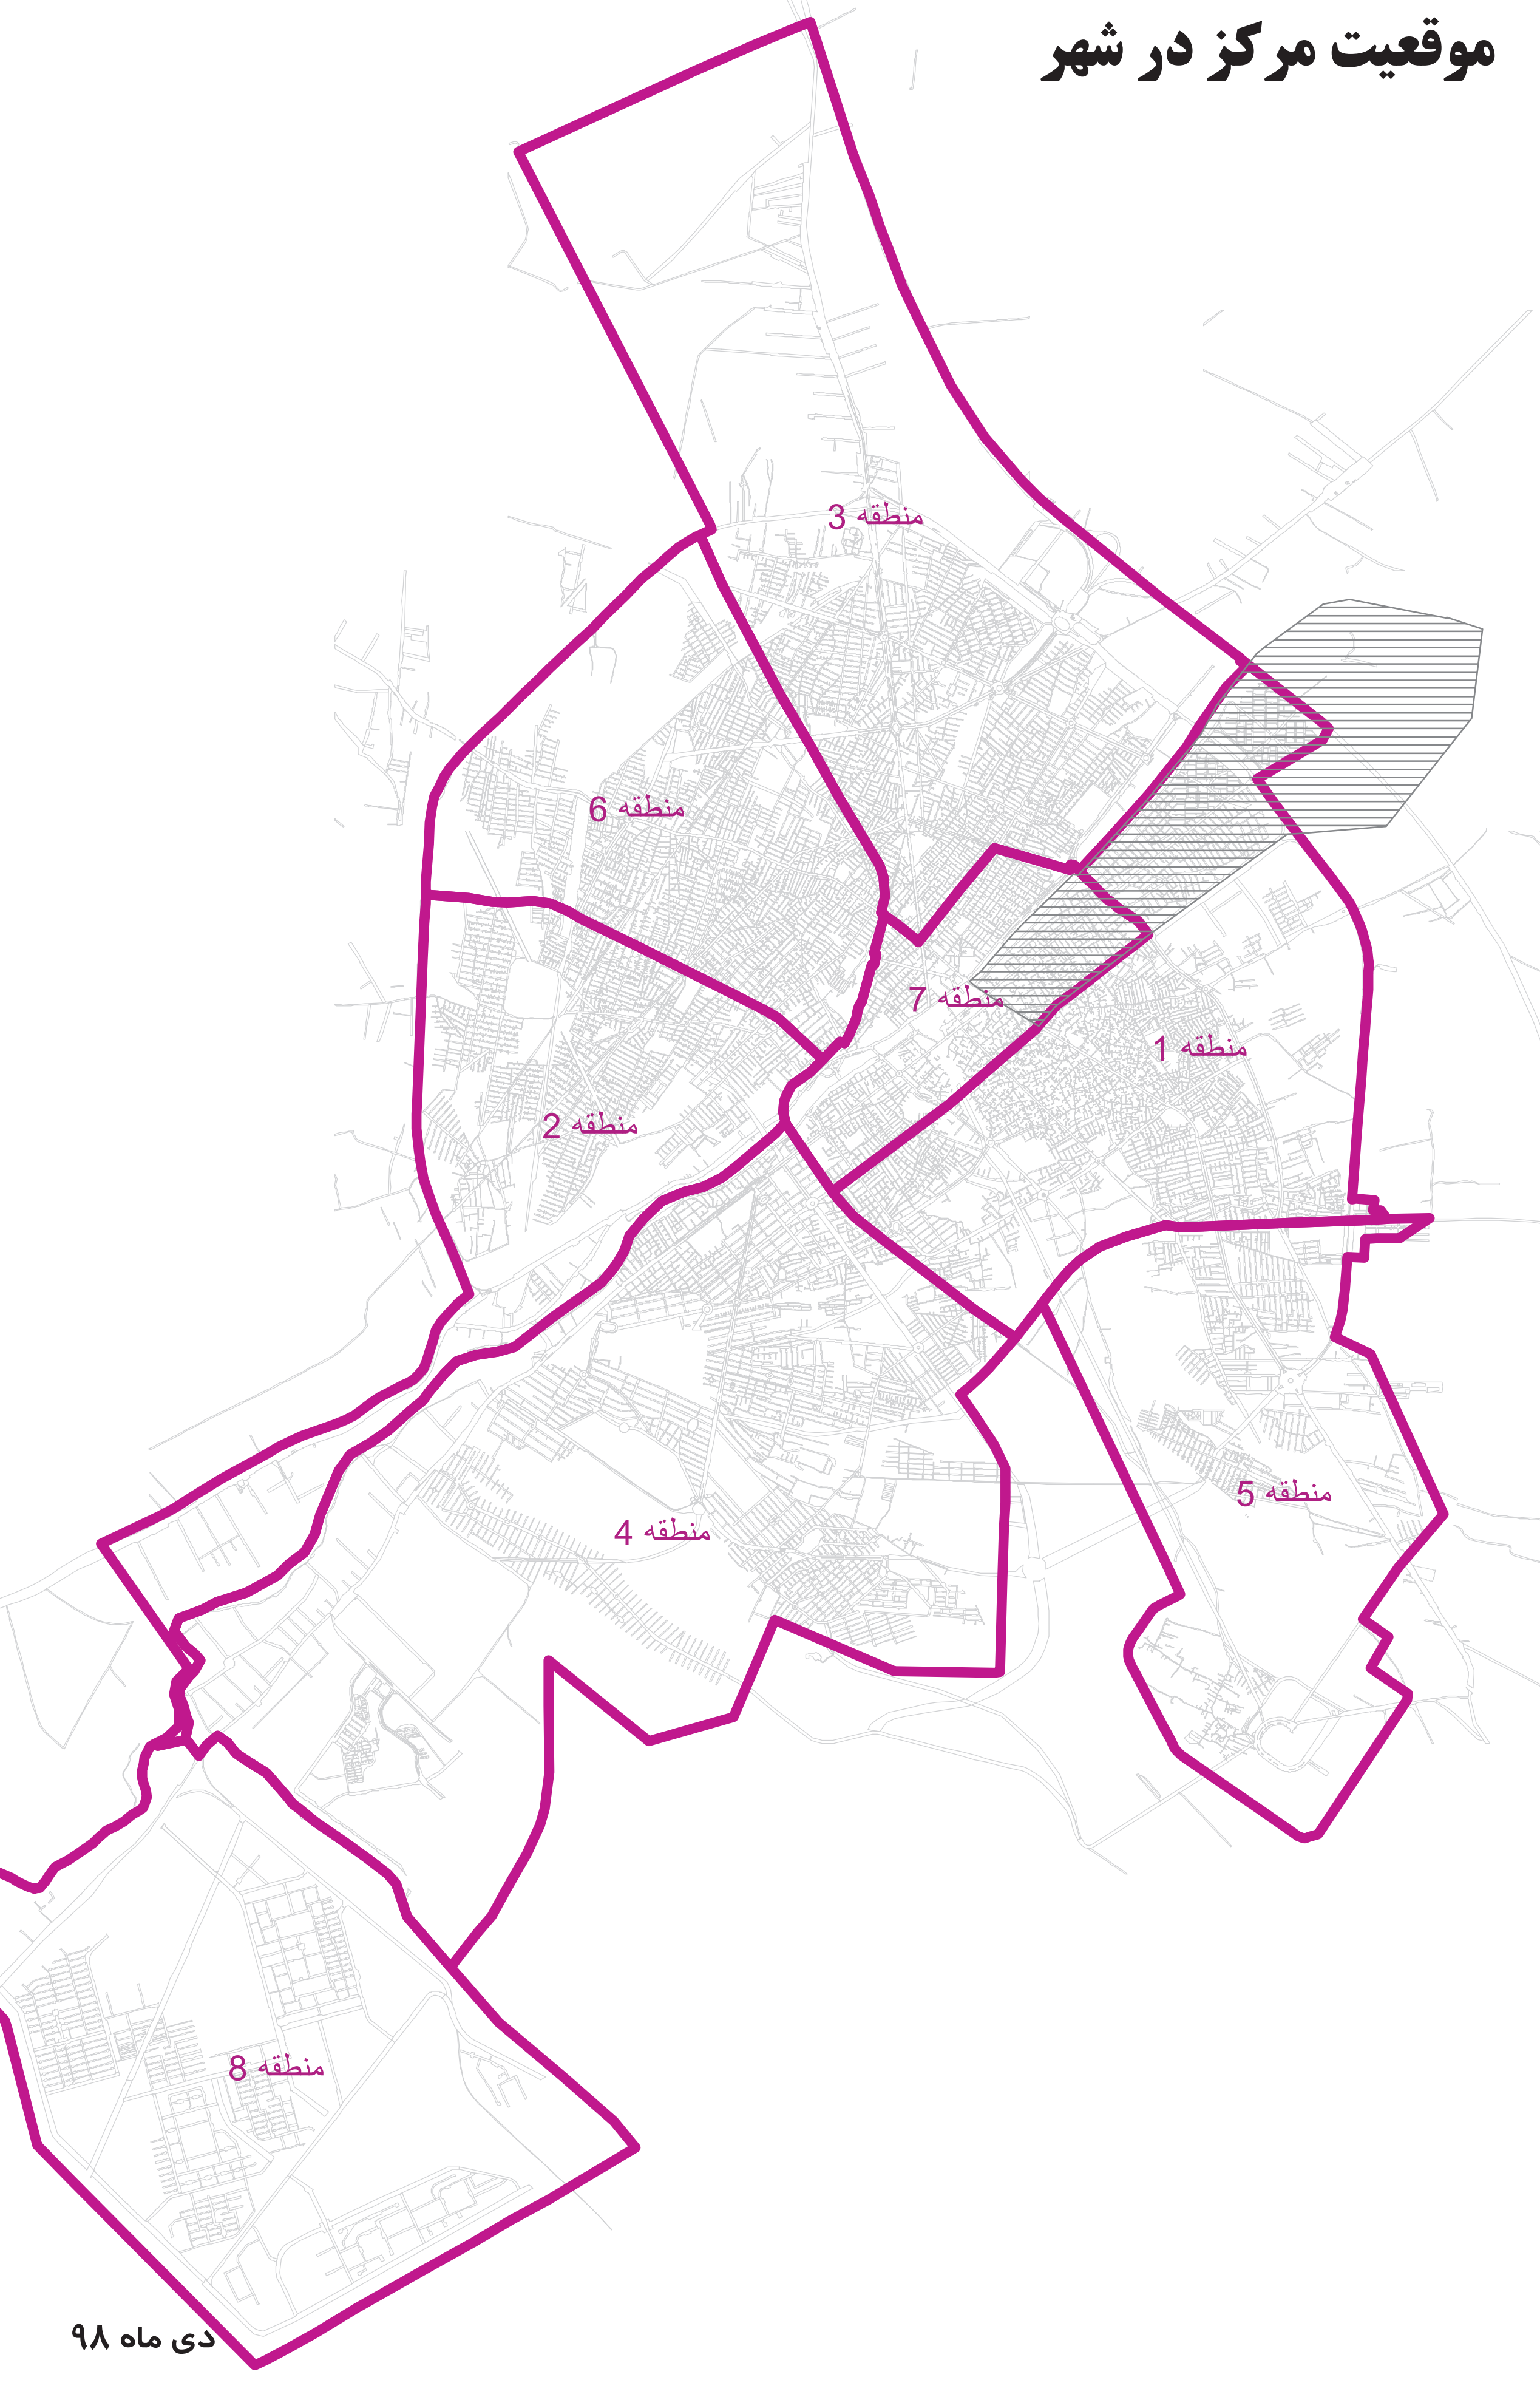 موقعیت مرکز در شهر
منطقه 3
منطقه 6
منطقه 7
منطقه 1
منطقه 2
منطقه 5
منطقه 4
منطقه 8
دی ماه ۹۸